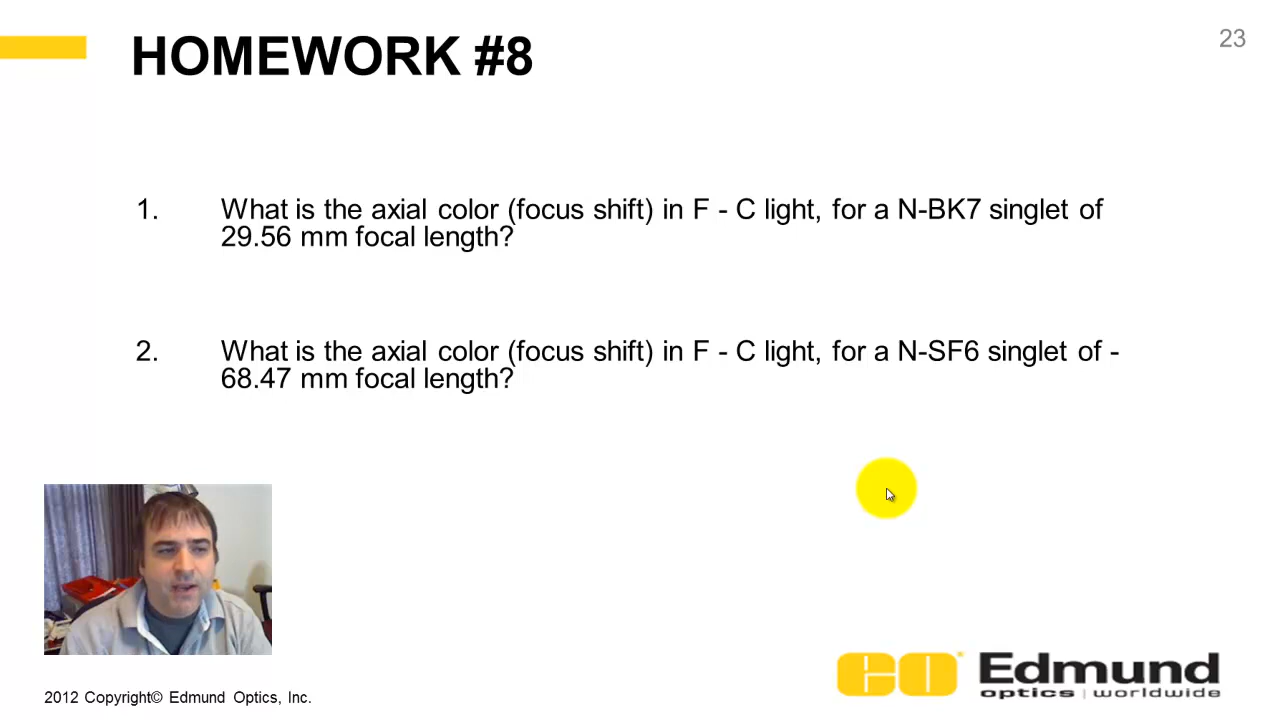 HOMEWORK #8
23
1. What is the axial color (focus shift) in F - C light, for a N-BK7 singlet of
29.56 mm focal length?
2. What is the axial color (focus shift) in F - C light, for a N-SF6 singlet of -
68.47 mm focal length?
EO Edmund
optics | worldwide
2012 Copyright© Edmund Optics, Inc.